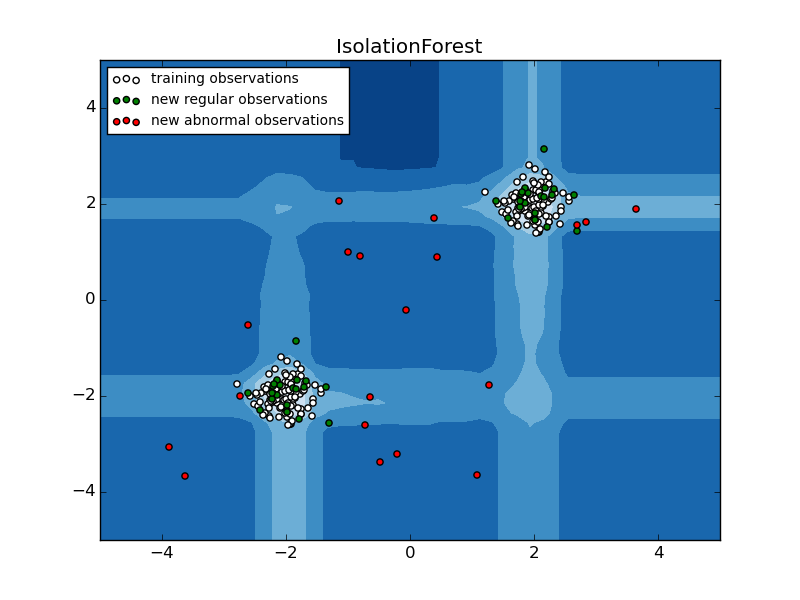 IsolationForest
training observations
new regular observations
new abnormal observations
4
2
0
−2
−4
−4
−2
0
2
4